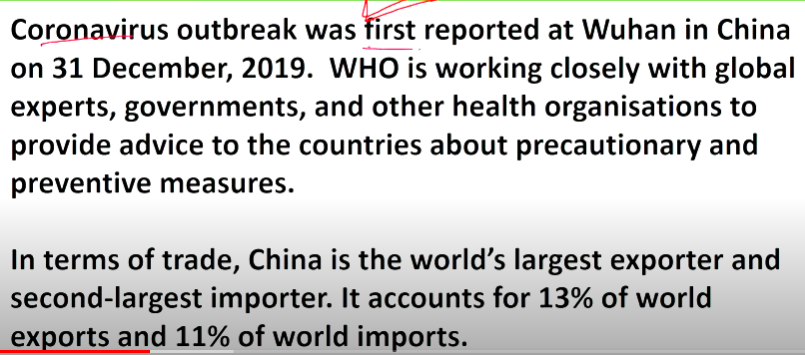 Coronavirus outbreak was first reported at Wuhan in China
on 31 December, 2019. WHO is working closely with global
experts, governments, and other health organisations to
provide advice to the countries about precautionary and
preventive measures.
In terms of trade, China is the world's largest exporter and
second-largest importer. It accounts for 13% of world
exports and 11% of world imports.